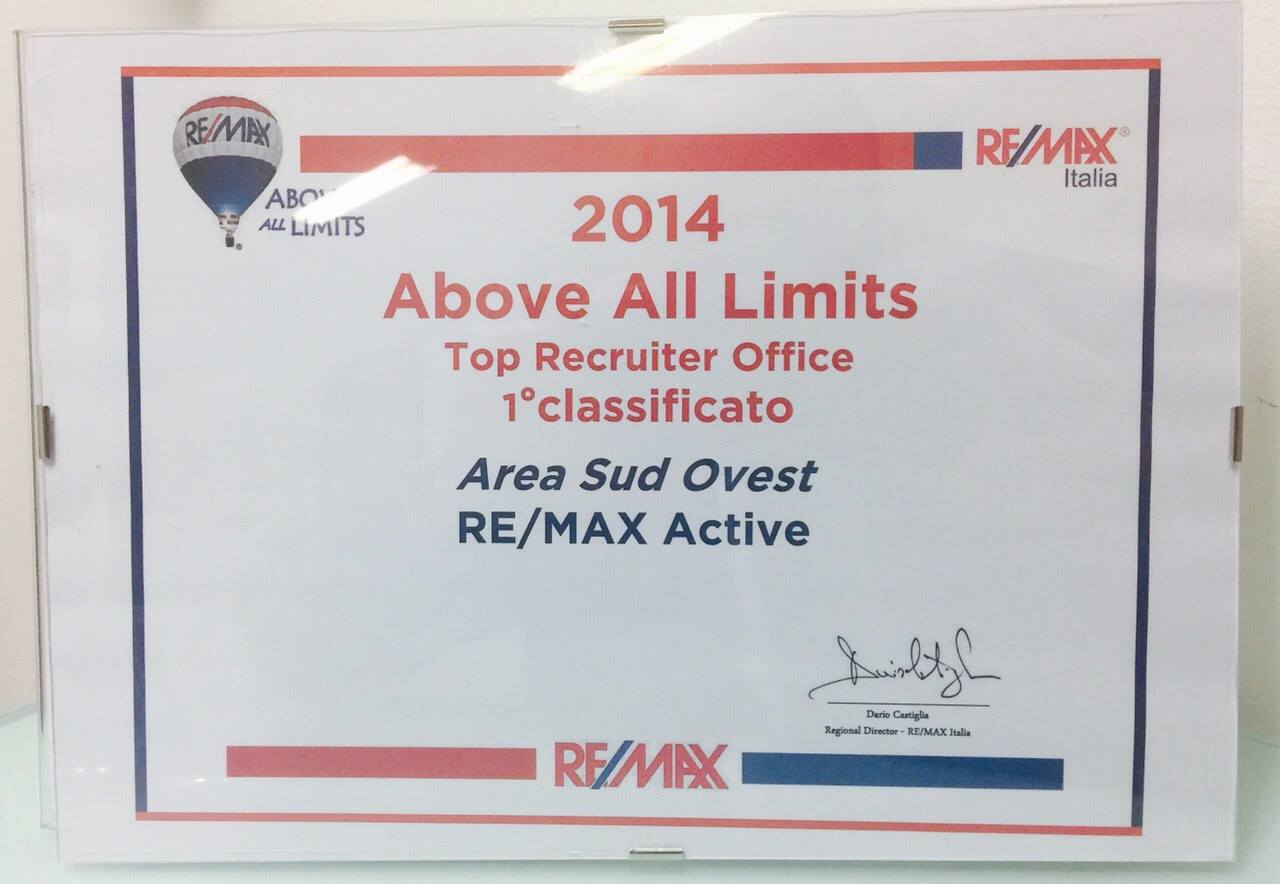 RE/MAX
ALL LIMITS
RE/MAX®
Italia
2014
Above All Limits
Top Recruiter Office
1°classificato
Area Sud Ovest
RE/MAX Active
Dario Castiglia
Regional Director - RE/MAX Italia
RE/MAX